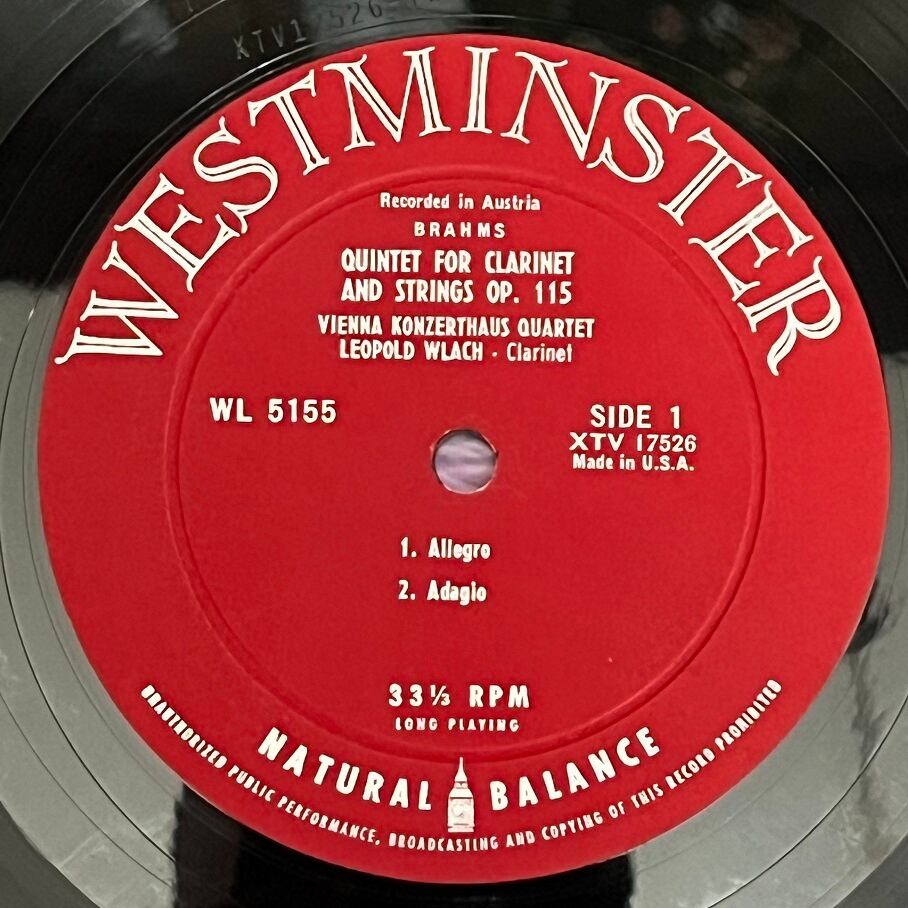 WESTMINSTER
Recorded in Austria
BRAHMS
QUINTET FOR CLARINET
AND STRINGS OP. 115
VIENNA KONZERTHAUS QUARTET
LEOPOLD WLACH · Clarinet
WL 5155
SIDE 1
XTV 17526
Made in U.S.A.
1. Allegro
2. Adagio
33⅓ RPM
LONG PLAYING
NATURAL BALANCE
UNAUTHORIZED PUBLIC PERFORMANCE, BROADCASTING AND COPYING OF THIS RECORD PROHIBITED